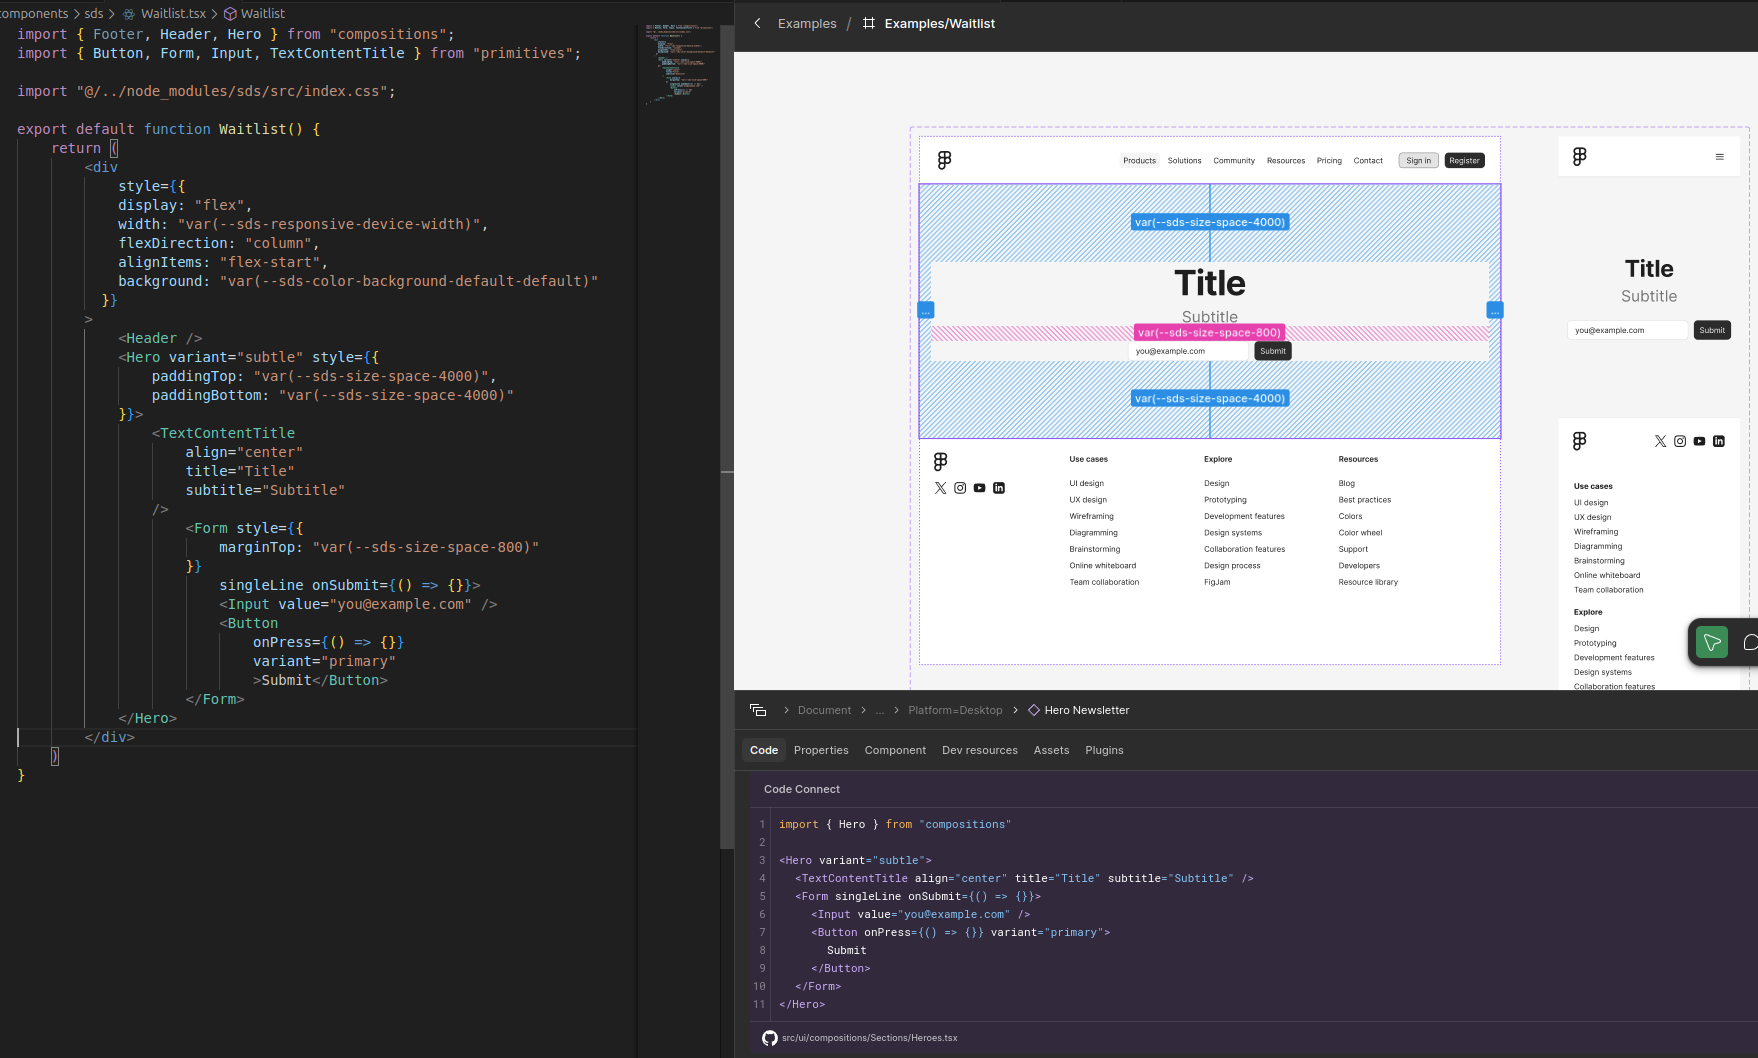 components > sds > Waitlist.tsx > Waitlist
import { Footer, Header, Hero } from "compositions";
import { Button, Form, Input, TextContentTitle } from "primitives";
import "@/../node_modules/sds/src/index.css";
export default function Waitlist() {
return (
<div
style={{
display: "flex",
width: "var(--sds-responsive-device-width)",
flexDirection: "column",
alignItems: "flex-start",
background: "var(--sds-color-background-default-default)"
}}
>
<Header />
<Hero variant="subtle" style={{
paddingTop: "var(--sds-size-space-4000)",
paddingBottom: "var(--sds-size-space-4000)"
}}>
<TextContentTitle
align="center"
title="Title"
subtitle="Subtitle"
/>
<Form style={{
marginTop: "var(--sds-size-space-800)"
}}
singleLine onSubmit={() => {}}>
<Input value="you@example.com" />
<Button
onPress={() => {}}
variant="primary"
>Submit</Button>
</Form>
</Hero>
</div>
)
}
Examples / Examples/Waitlist
Products Solutions Community Resources Pricing Contact Sign in Register
var(--sds-size-space-4000)
Title
... ...
Subtitle
var(--sds-size-space-800)
you@example.com Submit
var(--sds-size-space-4000)
Use cases Explore Resources
UI design Design Blog
UX design Prototyping Best practices
Wireframing Development features Colors
Diagramming Design systems Color wheel
Brainstorming Collaboration features Support
Online whiteboard Design process Developers
Team collaboration FigJam Resource library
Title
Subtitle
you@example.com Submit
Use cases
UI design
UX design
Wireframing
Diagramming
Brainstorming
Online whiteboard
Team collaboration
Explore
Design
Prototyping
Development features
Design systems
Collaboration features
> Document > ... > Platform=Desktop > Hero Newsletter
Code Properties Component Dev resources Assets Plugins
Code Connect
1 import { Hero } from "compositions"
2
3 <Hero variant="subtle">
4 <TextContentTitle align="center" title="Title" subtitle="Subtitle" />
5 <Form singleLine onSubmit={() => {}}>
6 <Input value="you@example.com" />
7 <Button onPress={() => {}} variant="primary">
8 Submit
9 </Button>
10 </Form>
11 </Hero>
src/ui/compositions/Sections/Heroes.tsx